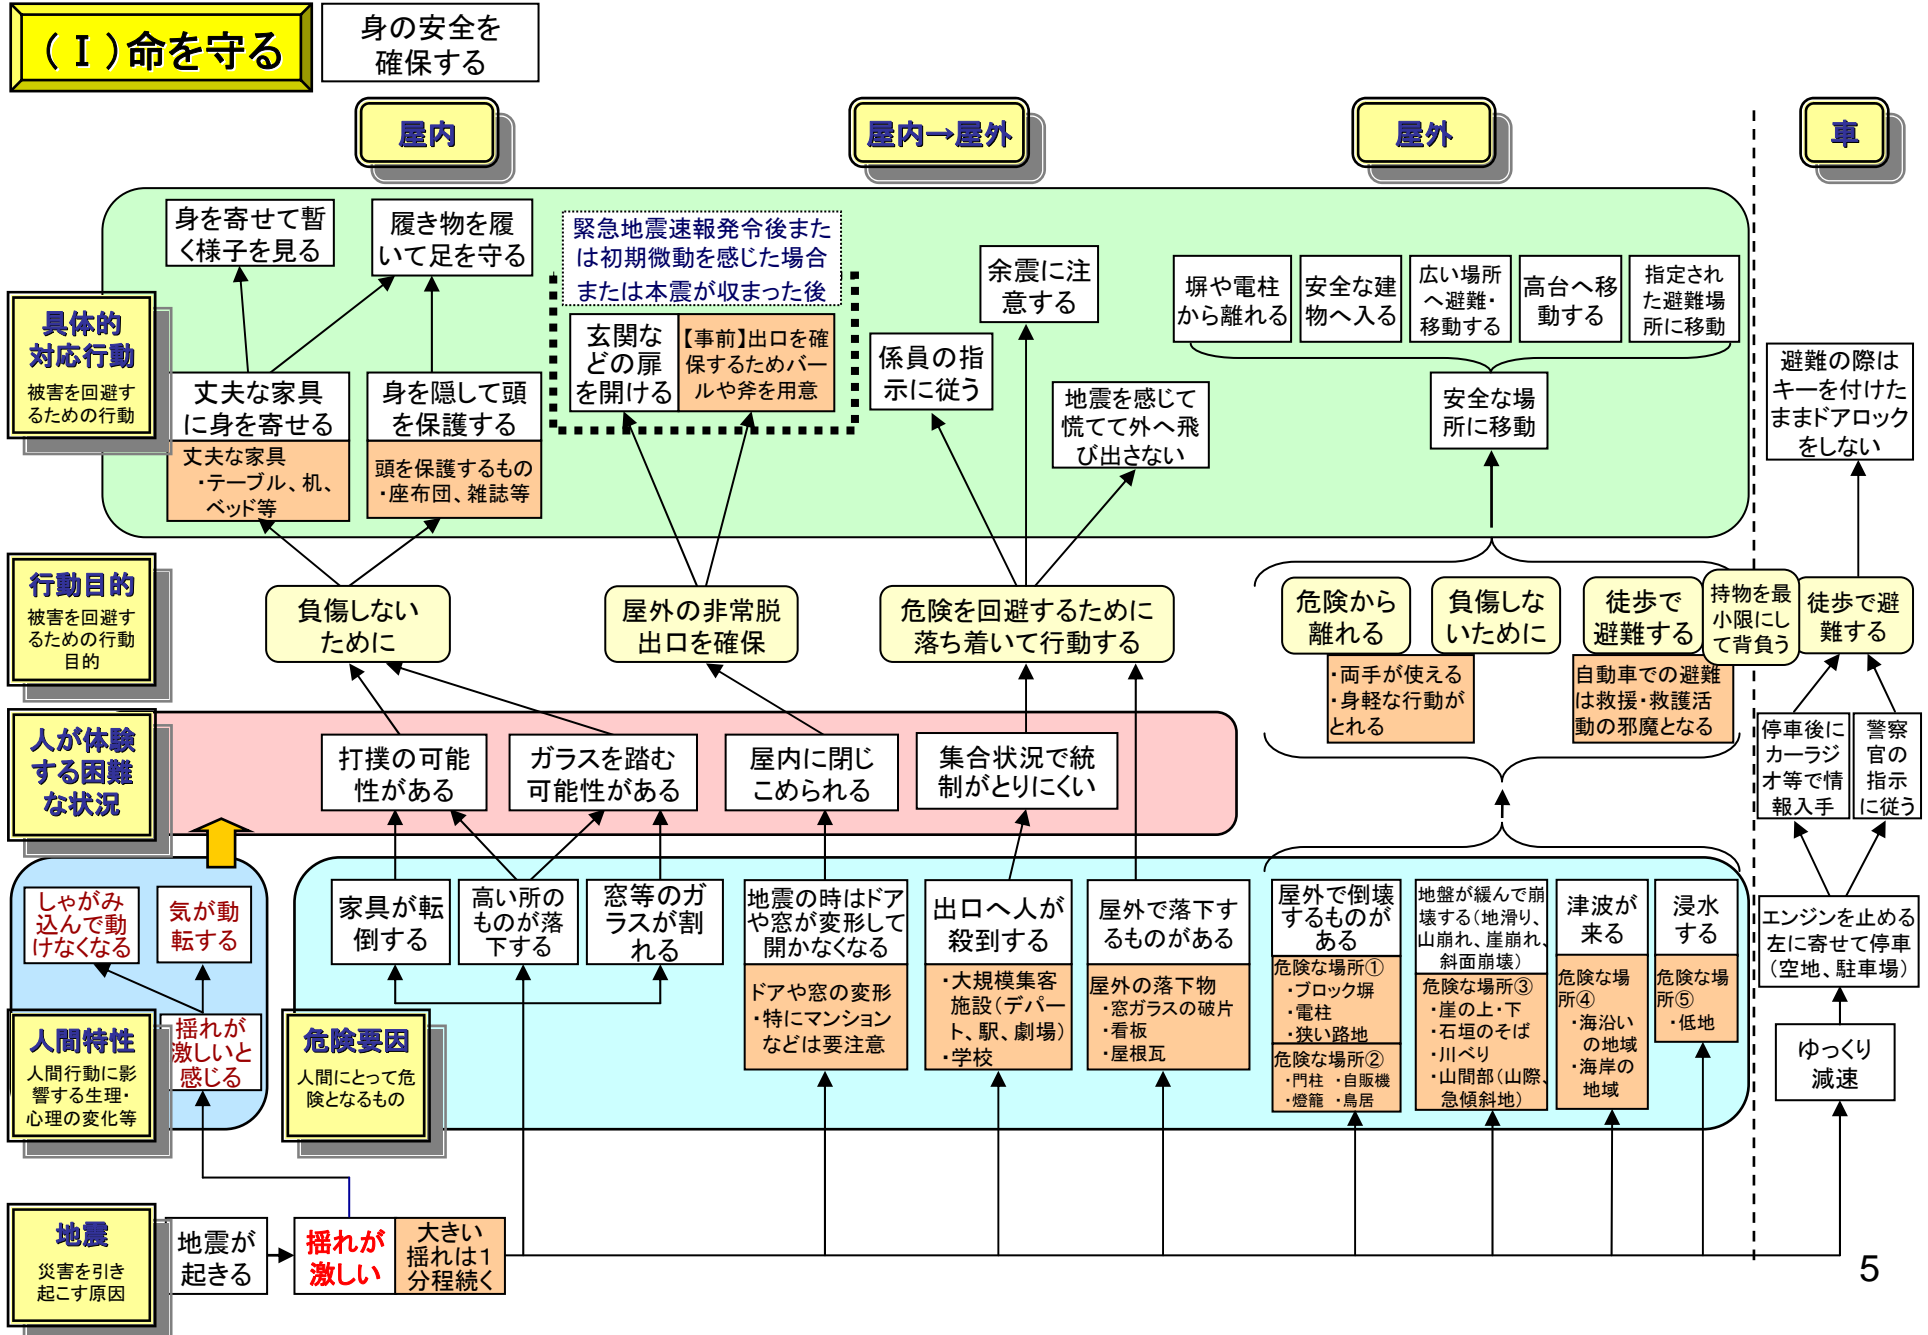 （Ⅰ）命を守る
身の安全を
確保する
屋内
屋内→屋外
屋外
車
具体的
対応行動
被害を回避す
るための行動
身を寄せて暫
く様子を見る
履き物を履
いて足を守る
丈夫な家具
に身を寄せる
丈夫な家具
・テーブル、机、
ベッド等
身を隠して頭
を保護する
頭を保護するもの
・座布団、雑誌等
緊急地震速報発令後また
は初期微動を感じた場合
または本震が収まった後
玄関な
どの扉
を開ける
【事前】出口を確
保するためバー
ルや斧を用意
係員の指
示に従う
余震に注
意する
地震を感じて
慌てて外へ飛
び出さない
塀や電柱
から離れる
安全な建
物へ入る
広い場所
へ避難・
移動する
高台へ移
動する
指定され
た避難場
所に移動
安全な場
所に移動
避難の際は
キーを付けた
ままドアロック
をしない
行動目的
被害を回避す
るための行動
目的
負傷しない
ために
屋外の非常脱
出口を確保
危険を回避するために
落ち着いて行動する
危険から
離れる
負傷しな
いために
・両手が使える
・身軽な行動が
とれる
徒歩で
避難する
自動車での避難
は救援・救護活
動の邪魔となる
持物を最
小限にし
て背負う
徒歩で避
難する
人が体験
する困難
な状況
打撲の可能
性がある
ガラスを踏む
可能性がある
屋内に閉じ
こめられる
集合状況で統
制がとりにくい
停車後に
カーラジ
オ等で情
報入手
警察
官の
指示
に従う
人間特性
人間行動に影
響する生理・
心理の変化等
しゃがみ
込んで動
けなくなる
気が動
転する
揺れが
激しいと
感じる
危険要因
人間にとって危
険となるもの
家具が転
倒する
高い所の
ものが落
下する
窓等のガ
ラスが割
れる
地震の時はドア
や窓が変形して
開かなくなる
ドアや窓の変形
・特にマンション
などは要注意
出口へ人が
殺到する
・大規模集客
施設（デパー
ト、駅、劇場）
・学校
屋外で落下す
るものがある
屋外の落下物
・窓ガラスの破片
・看板
・屋根瓦
屋外で倒壊
するものが
ある
危険な場所①
・ブロック塀
・電柱
・狭い路地
危険な場所②
・門柱 ・自販機
・燈籠 ・鳥居
地盤が緩んで崩
壊する（地滑り、
山崩れ、崖崩れ、
斜面崩壊）
危険な場所③
・崖の上・下
・石垣のそば
・川べり
・山間部（山際、
急傾斜地）
津波が
来る
危険な場
所④
・海沿い
の地域
・海岸の
地域
浸水
する
危険な場
所⑤
・低地
エンジンを止める
左に寄せて停車
（空地、駐車場）
ゆっくり
減速
地震
災害を引き
起こす原因
地震が
起きる
揺れが
激しい
大きい
揺れは１
分程続く
5